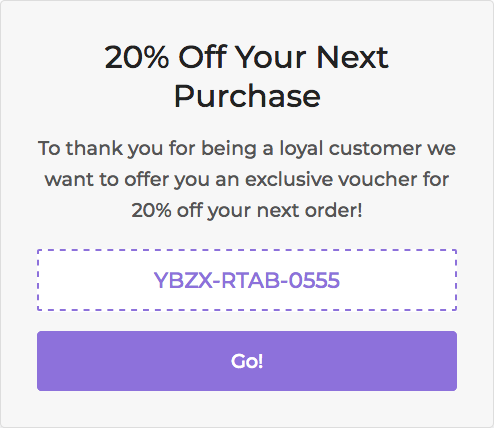 20% Off Your Next
Purchase
To thank you for being a loyal customer we
want to offer you an exclusive voucher for
20% off your next order!
YBZX-RTAB-0555
Go!